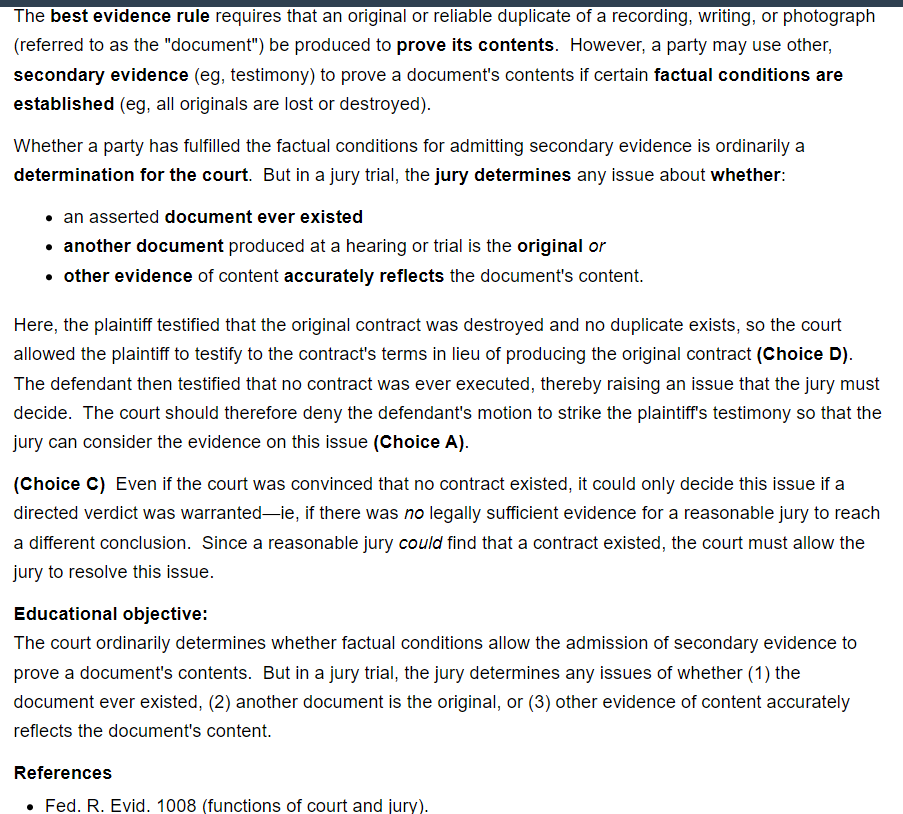 The best evidence rule requires that an original or reliable duplicate of a recording, writing, or photograph
(referred to as the "document") be produced to prove its contents.  However, a party may use other,
secondary evidence (eg, testimony) to prove a document's contents if certain factual conditions are
established (eg, all originals are lost or destroyed).
Whether a party has fulfilled the factual conditions for admitting secondary evidence is ordinarily a
determination for the court.  But in a jury trial, the jury determines any issue about whether:
• an asserted document ever existed
• another document produced at a hearing or trial is the original or
• other evidence of content accurately reflects the document's content.
Here, the plaintiff testified that the original contract was destroyed and no duplicate exists, so the court
allowed the plaintiff to testify to the contract's terms in lieu of producing the original contract (Choice D).
The defendant then testified that no contract was ever executed, thereby raising an issue that the jury must
decide.  The court should therefore deny the defendant's motion to strike the plaintiff's testimony so that the
jury can consider the evidence on this issue (Choice A).
(Choice C)  Even if the court was convinced that no contract existed, it could only decide this issue if a
directed verdict was warranted—ie, if there was no legally sufficient evidence for a reasonable jury to reach
a different conclusion.  Since a reasonable jury could find that a contract existed, the court must allow the
jury to resolve this issue.
Educational objective:
The court ordinarily determines whether factual conditions allow the admission of secondary evidence to
prove a document's contents.  But in a jury trial, the jury determines any issues of whether (1) the
document ever existed, (2) another document is the original, or (3) other evidence of content accurately
reflects the document's content.
References
• Fed. R. Evid. 1008 (functions of court and jury).